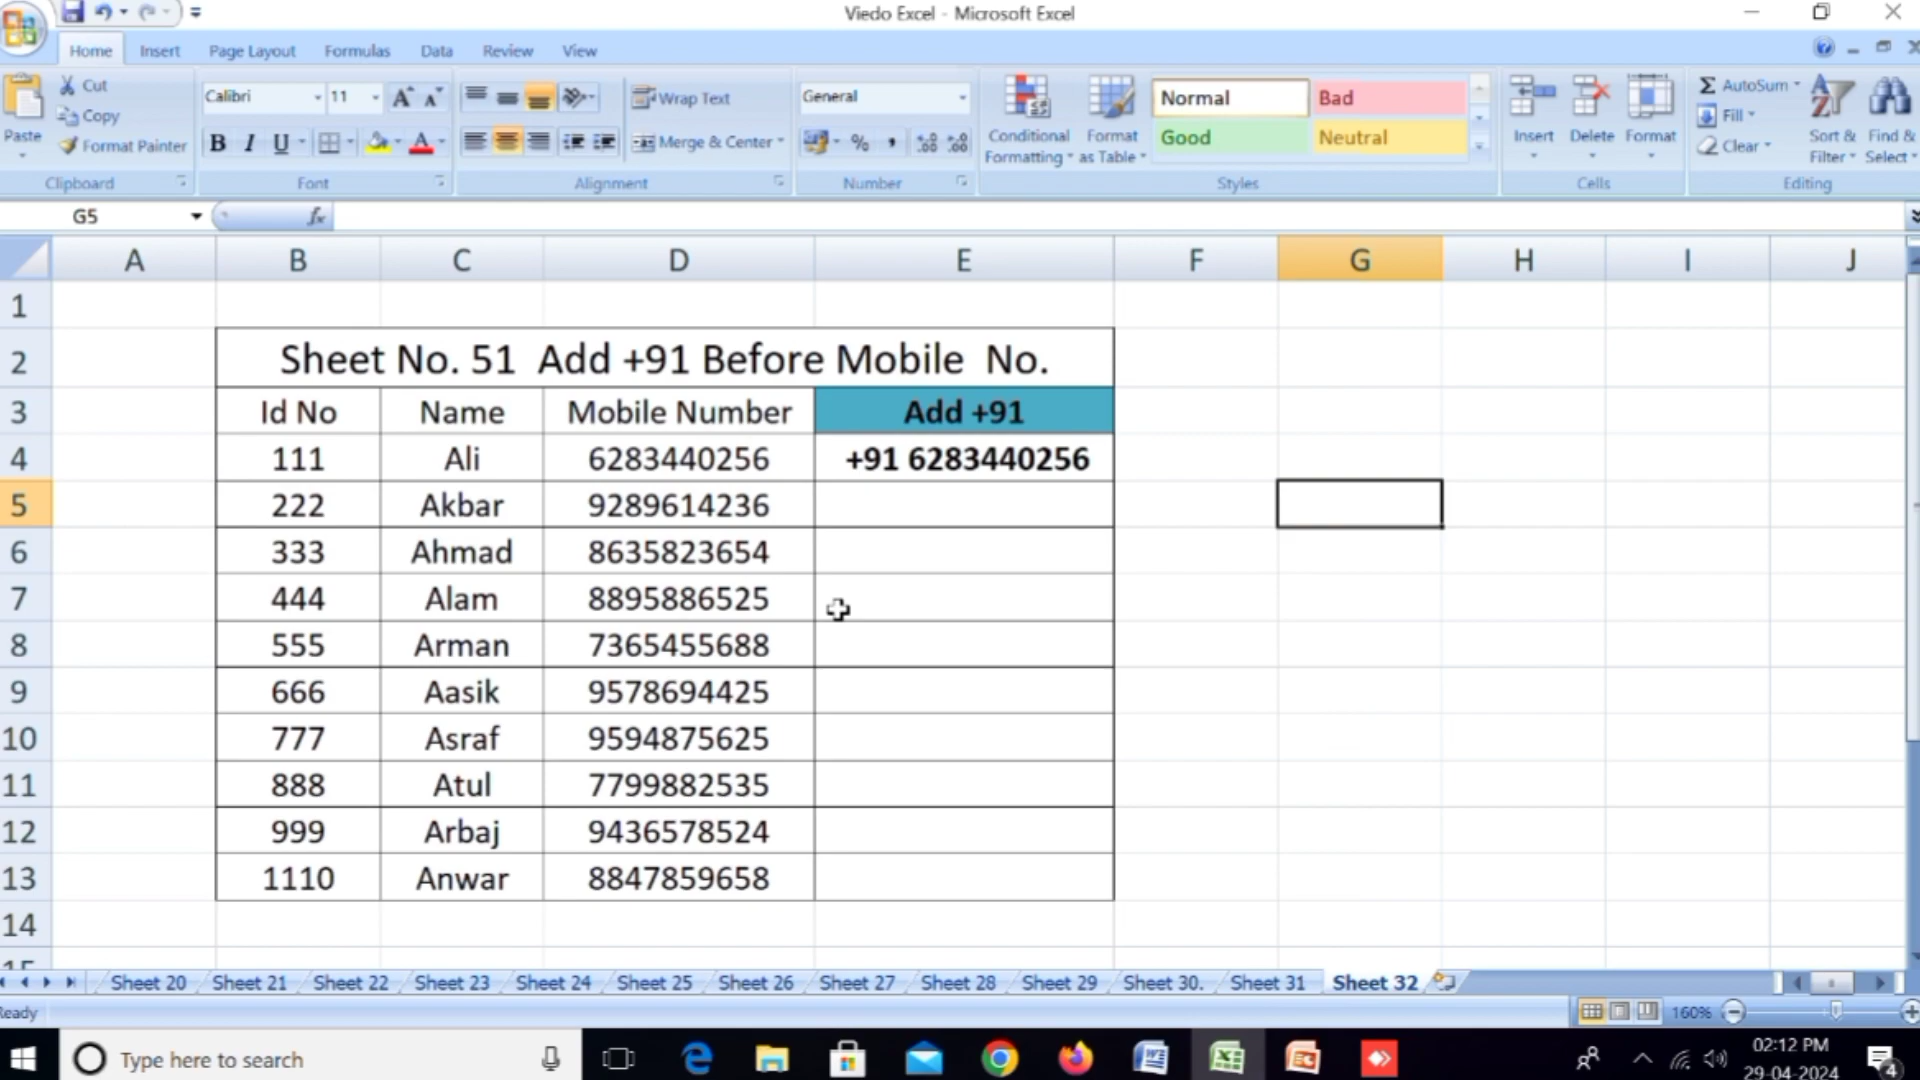 Viedo Excel - Microsoft Excel
Home Insert Page Layout Formulas Data Review View
Paste Cut Copy Format Painter Clipboard
Calibri 11 B I U Font
Wrap Text Merge & Center Alignment
General % , Number
Conditional Formatting Format as Table Normal Bad Good Neutral Styles
Insert Delete Format Cells
Σ AutoSum Fill Clear Sort & Filter Find & Select Editing
G5 fx
A B C D E F G H I J
1
2 Sheet No. 51 Add +91 Before Mobile No.
3 Id No Name Mobile Number Add +91
4 111 Ali 6283440256 +91 6283440256
5 222 Akbar 9289614236
6 333 Ahmad 8635823654
7 444 Alam 8895886525
8 555 Arman 7365455688
9 666 Aasik 9578694425
10 777 Asraf 9594875625
11 888 Atul 7799882535
12 999 Arbaj 9436578524
13 1110 Anwar 8847859658
14
15
Sheet 20 Sheet 21 Sheet 22 Sheet 23 Sheet 24 Sheet 25 Sheet 26 Sheet 27 Sheet 28 Sheet 29 Sheet 30. Sheet 31 Sheet 32
Ready 160%
Type here to search 02:12 PM
29-04-2024 4